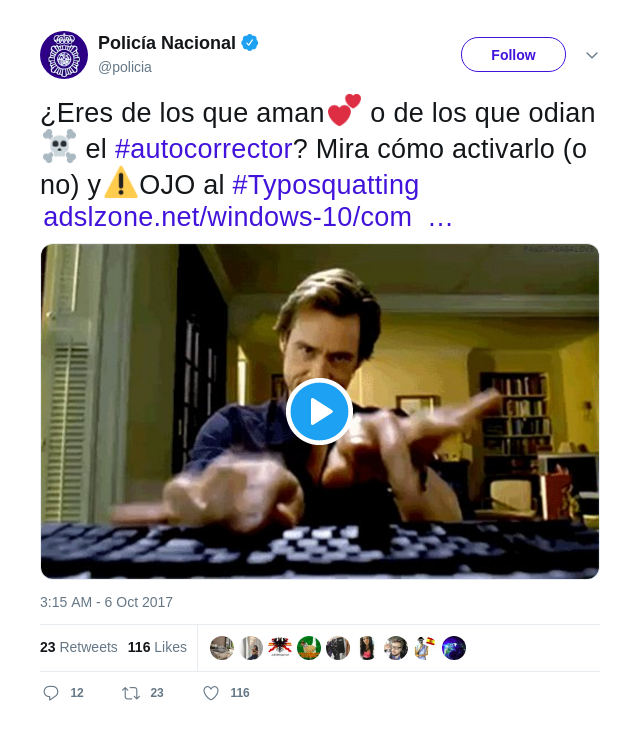 Policía Nacional
@policia
Follow
¿Eres de los que aman💕 o de los que odian
☠️ el #autocorrector? Mira cómo activarlo (o
no) y⚠️OJO al #Typosquatting
adslzone.net/windows-10/com …
3:15 AM - 6 Oct 2017
23 Retweets 116 Likes
12 23 116